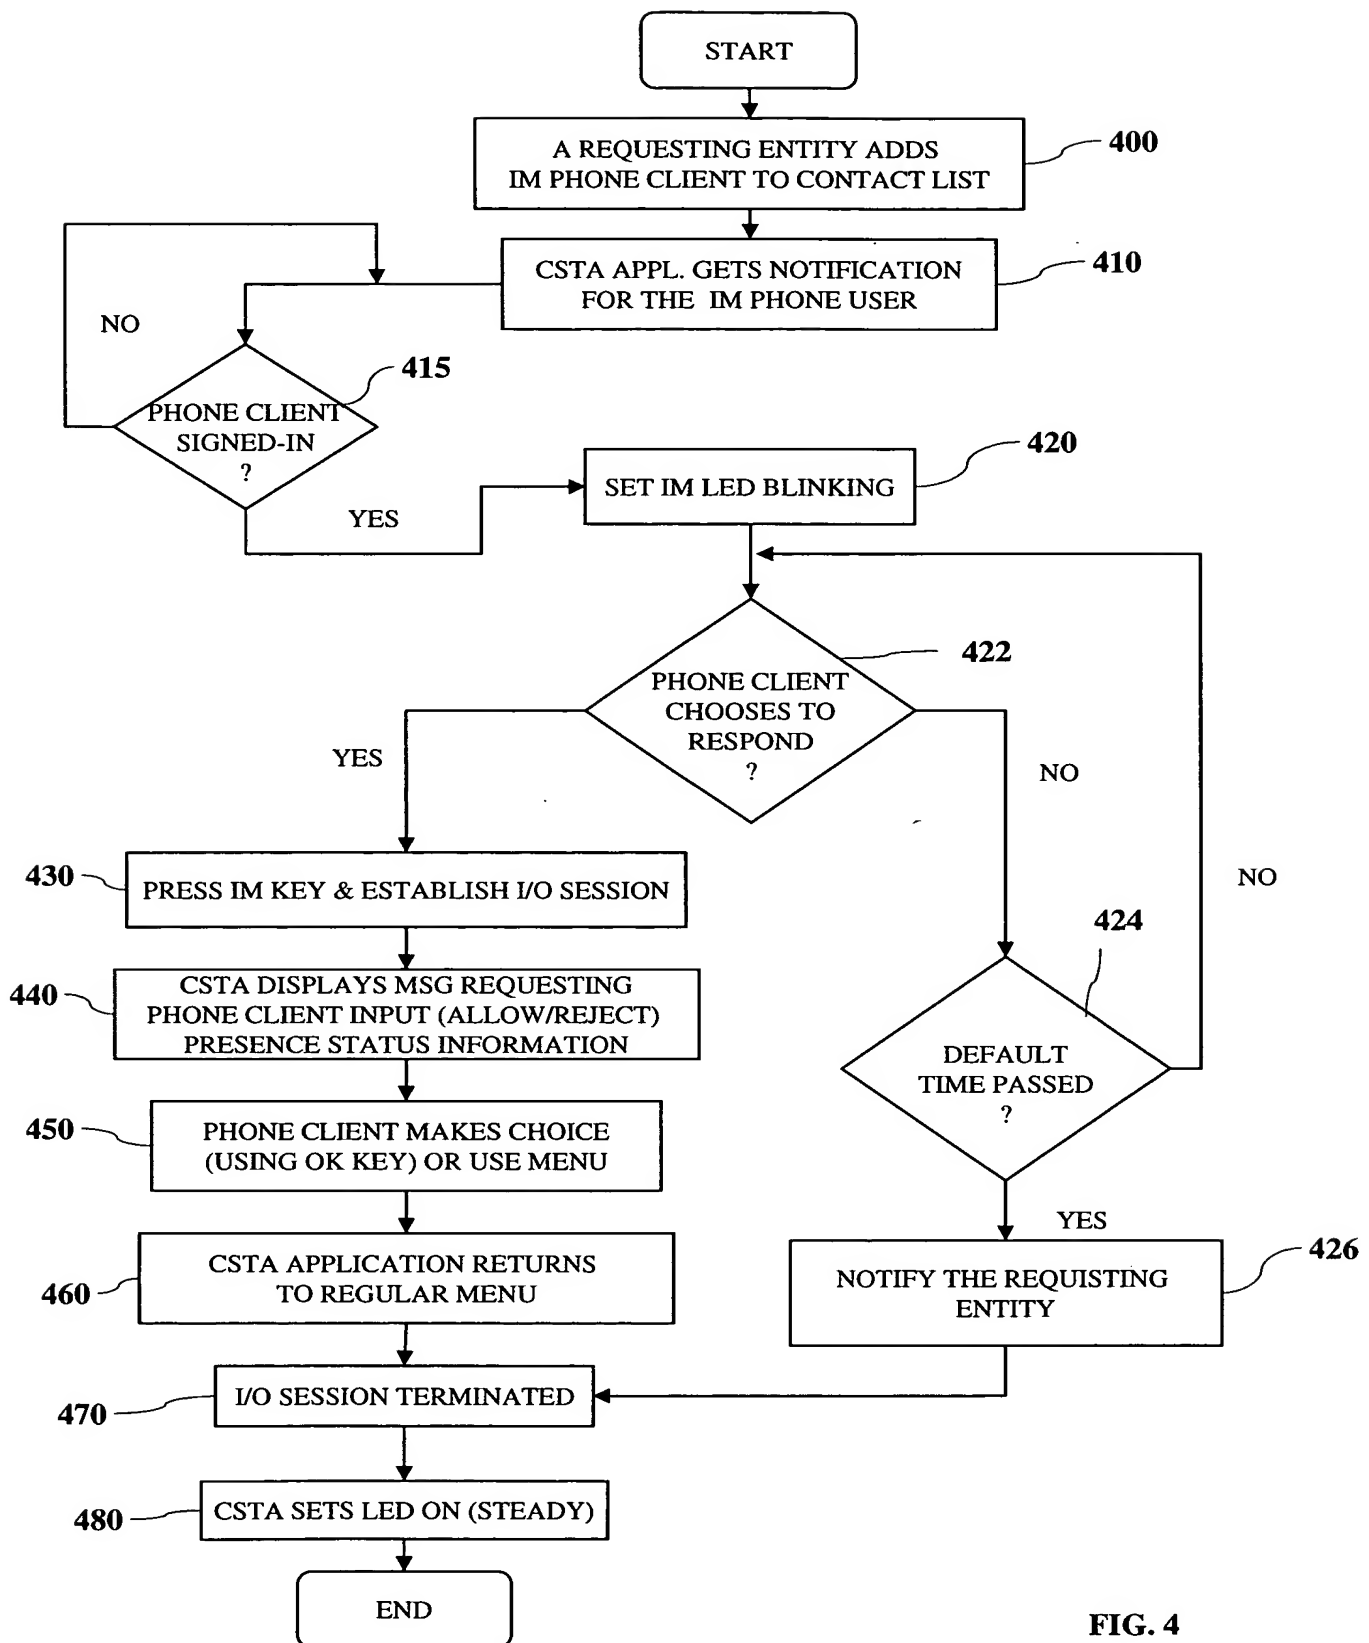 START
A REQUESTING ENTITY ADDS
IM PHONE CLIENT TO CONTACT LIST
400
CSTA APPL. GETS NOTIFICATION
FOR THE IM PHONE USER
410
NO
415
PHONE CLIENT
SIGNED-IN
?
YES
SET IM LED BLINKING
420
422
PHONE CLIENT
CHOOSES TO
RESPOND
?
YES
NO
NO
430
PRESS IM KEY & ESTABLISH I/O SESSION
424
440
CSTA DISPLAYS MSG REQUESTING
PHONE CLIENT INPUT (ALLOW/REJECT)
PRESENCE STATUS INFORMATION
DEFAULT
TIME PASSED
?
450
PHONE CLIENT MAKES CHOICE
(USING OK KEY) OR USE MENU
YES
460
CSTA APPLICATION RETURNS
TO REGULAR MENU
NOTIFY THE REQUISTING
ENTITY
426
470
I/O SESSION TERMINATED
480
CSTA SETS LED ON (STEADY)
END
FIG. 4